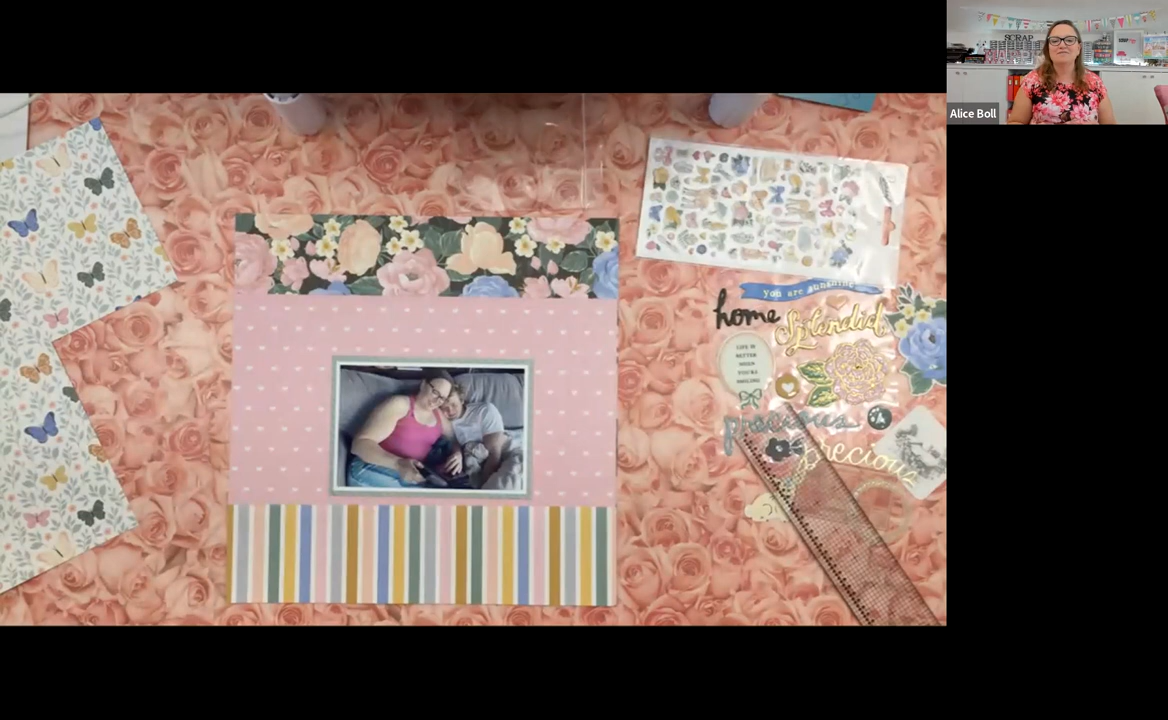 SCRAP
Alice Boll
you are sunshine
home
Splendid
LIFE IS
BETTER
WHEN
YOU'RE
SMILING
precious
precious